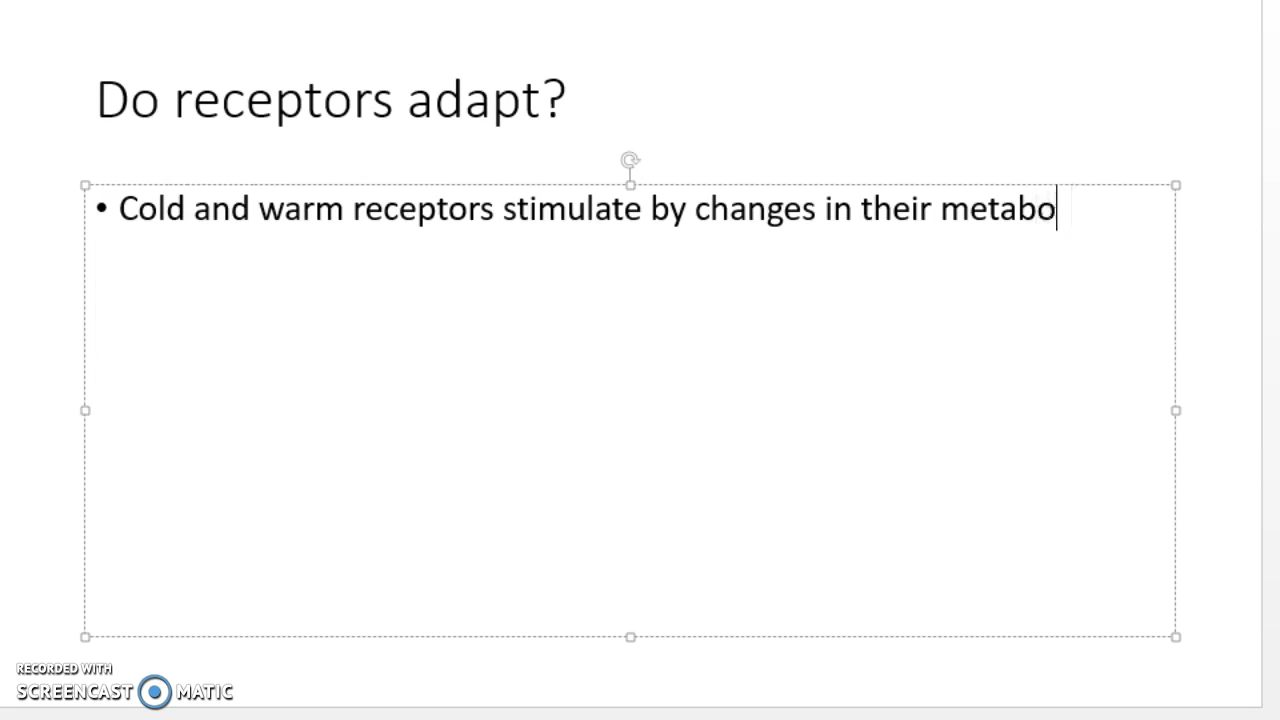 Do receptors adapt?
• Cold and warm receptors stimulate by changes in their metabo
RECORDED WITH
SCREENCAST MATIC